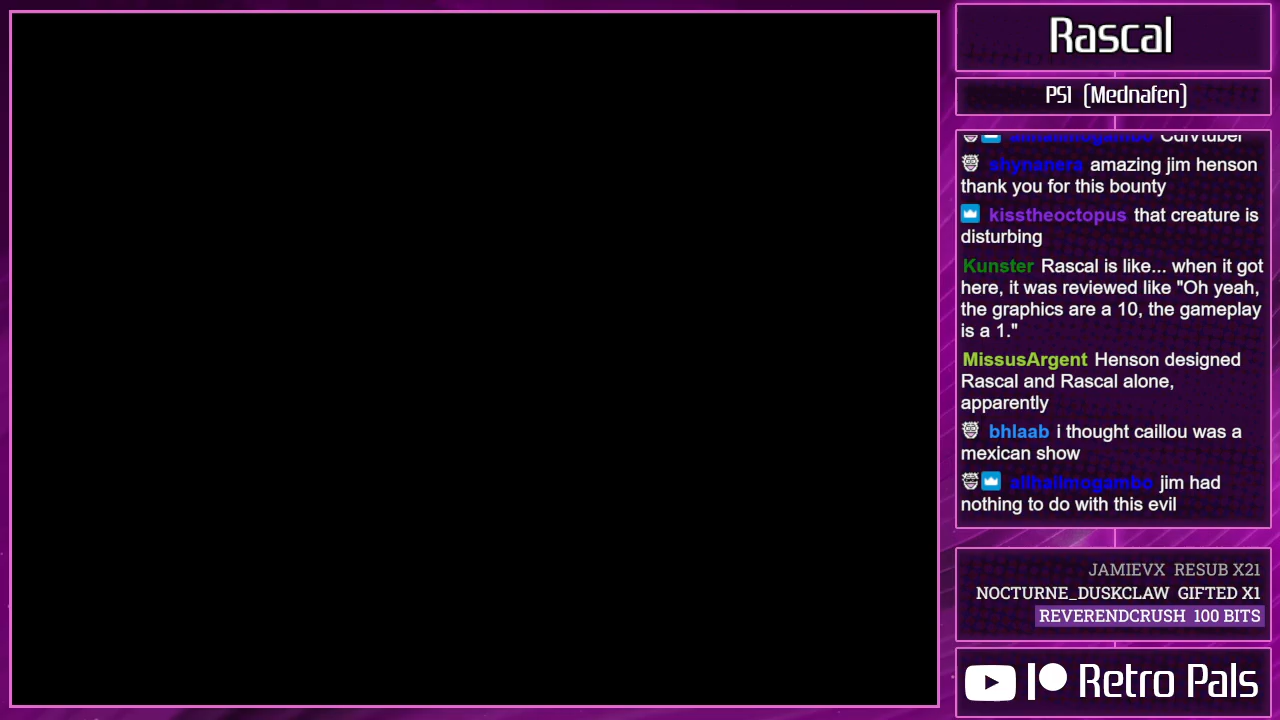 Rascal
PS1 (Mednafen)
allhailmogambo Curvtuber
shynanera amazing jim henson
thank you for this bounty
kisstheoctopus that creature is
disturbing
Kunster Rascal is like... when it got
here, it was reviewed like "Oh yeah,
the graphics are a 10, the gameplay
is a 1."
MissusArgent Henson designed
Rascal and Rascal alone,
apparently
bhlaab i thought caillou was a
mexican show
allhailmogambo jim had
nothing to do with this evil
JAMIEVX RESUB X21
NOCTURNE_DUSKCLAW GIFTED X1
REVERENDCRUSH 100 BITS
Retro Pals